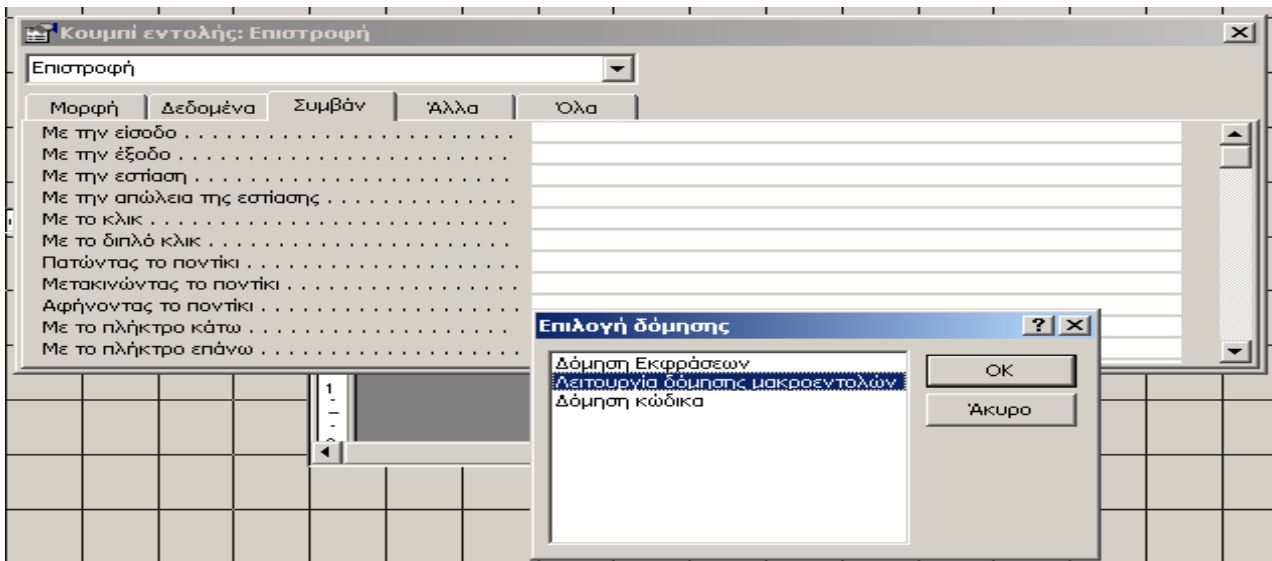 Κουμπί εντολής: Επιστροφή
Επιστροφή
Μορφή Δεδομένα Συμβάν Άλλα Όλα
Με την είσοδο . . . . . . . . . . . . . . . . . . . . . . . . .
Με την έξοδο . . . . . . . . . . . . . . . . . . . . . . . . .
Με την εστίαση . . . . . . . . . . . . . . . . . . . . . . . .
Με την απώλεια της εστίασης . . . . . . . . . . . . . . .
Με το κλικ . . . . . . . . . . . . . . . . . . . . . . . . . . .
Με το διπλό κλικ . . . . . . . . . . . . . . . . . . . . . . .
Πατώντας το ποντίκι . . . . . . . . . . . . . . . . . . . . .
Μετακινώντας το ποντίκι . . . . . . . . . . . . . . . . . .
Αφήνοντας το ποντίκι . . . . . . . . . . . . . . . . . . . .
Με το πλήκτρο κάτω . . . . . . . . . . . . . . . . . . . .
Με το πλήκτρο επάνω . . . . . . . . . . . . . . . . . . . .
Επιλογή δόμησης
Δόμηση Εκφράσεων
Λειτουργία δόμησης μακροεντολών
Δόμηση κώδικα
OK
Άκυρο
1